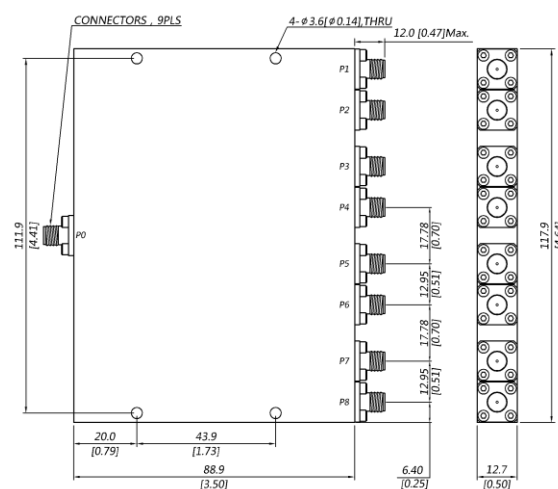 CONNECTORS , 9PLS
4- φ3.6[φ0.14],THRU
12.0 [0.47]Max.
P1
P2
P3
P4
P0
P5
P6
P7
P8
111.9
[4.41]
17.78
[0.70]
12.95
[0.51]
17.78
[0.70]
12.95
[0.51]
117.9
[4.64]
20.0
[0.79]
43.9
[1.73]
88.9
[3.50]
6.40
[0.25]
12.7
[0.50]